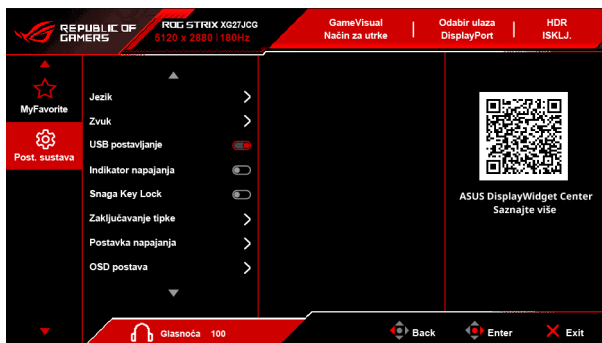 REPUBLIC OF
GAMERS
ROG STRIX XG27JCG
5120 x 2880 | 180Hz
GameVisual
Način za utrke
Odabir ulaza
DisplayPort
HDR
ISKLJ.
MyFavorite
Post. sustava
Jezik
Zvuk
USB postavljanje
Indikator napajanja
Snaga Key Lock
Zaključavanje tipke
Postavka napajanja
OSD postava
ASUS DisplayWidget Center
Saznajte više
Glasnoća 100
Back
Enter
Exit